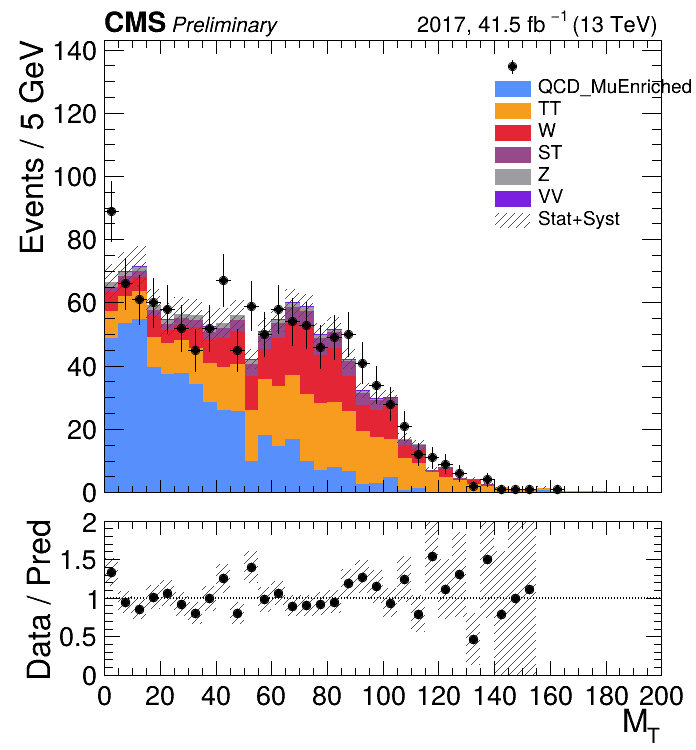 CMS Preliminary 2017, 41.5 fb⁻¹ (13 TeV)
Events / 5 GeV
140
120
100
80
60
40
20
0
QCD_MuEnriched
TT
W
ST
Z
VV
Stat+Syst
Data / Pred
2
1.5
1
0.5
0
0 20 40 60 80 100 120 140 160 180 200
M_T